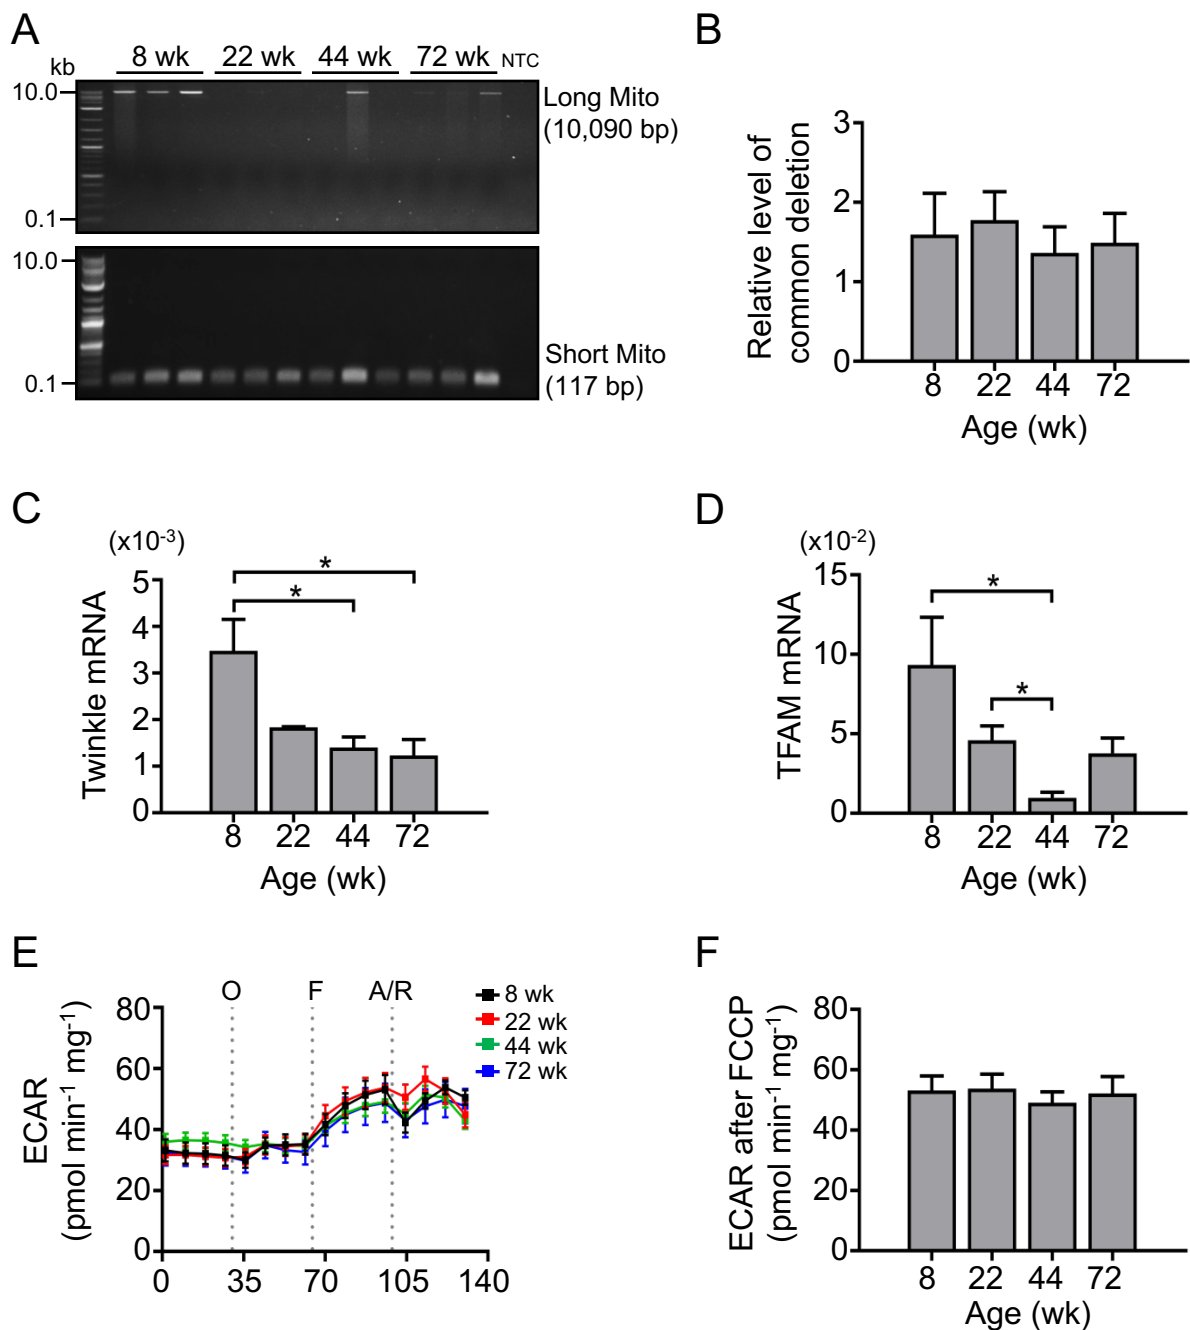 A
8 wk 22 wk 44 wk 72 wk NTC
kb
10.0
0.1
Long Mito
(10,090 bp)
10.0
0.1
Short Mito
(117 bp)
B
Relative level of
common deletion
3
2
1
0
8 22 44 72
Age (wk)
C
(x10⁻³)
Twinkle mRNA
5
4
3
2
1
0
*
*
8 22 44 72
Age (wk)
D
(x10⁻²)
TFAM mRNA
15
10
5
0
*
*
8 22 44 72
Age (wk)
E
ECAR
(pmol min⁻¹ mg⁻¹)
80
60
40
20
0
O F A/R
8 wk
22 wk
44 wk
72 wk
0 35 70 105 140
F
ECAR after FCCP
(pmol min⁻¹ mg⁻¹)
80
60
40
20
0
8 22 44 72
Age (wk)